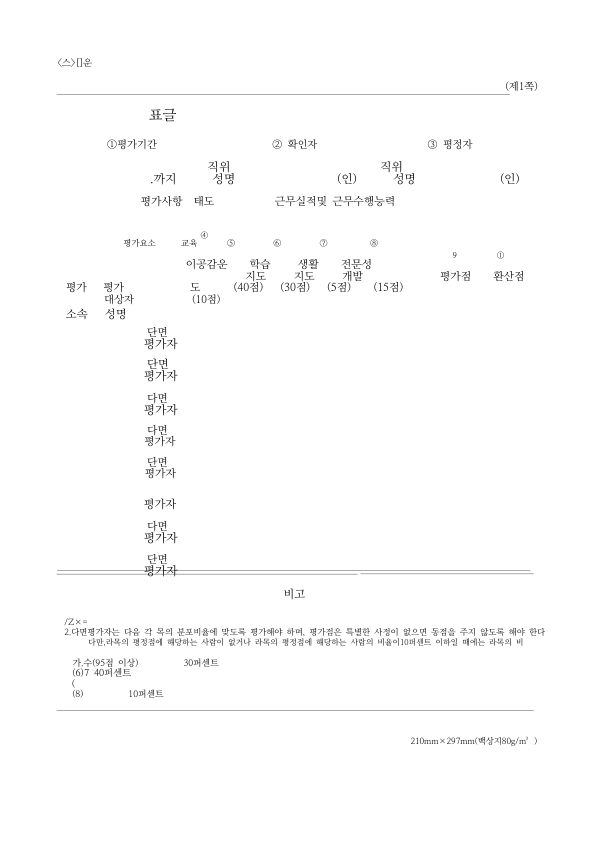 〈스〉[]운
(제1쪽)
표글
①평가기간 ② 확인자 ③ 평정자
직위 직위
.까지 성명 (인) 성명 (인)
평가사항 태도 근무실적및 근무수행능력
④
평가요소 교육 ⑤ ⑥ ⑦ ⑧
9 ①
이공감운 학습 생활 전문성
지도 지도 개발 평가점 환산점
평가 평가 도 (40점) (30점) (5점) (15점)
대상자 (10점)
소속 성명
단면
평가자
단면
평가자
다면
평가자
다면
평가자
단면
평가자
평가자
다면
평가자
단면
평가자
비고
/Z×=
2.다면평가자는 다음 각 목의 분포비율에 맞도록 평가해야 하며, 평가점은 특별한 사정이 없으면 동점을 주지 않도록 해야 한다
다만,라목의 평정점에 해당하는 사람이 없거나 라목의 평정점에 해당하는 사람의 비율이10퍼센트 이하일 때에는 라목의 비
가.수(95점 이상) 30퍼센트
(6)7 40퍼센트
(
(8) 10퍼센트
210mm×297mm(백상지80g/㎡ )